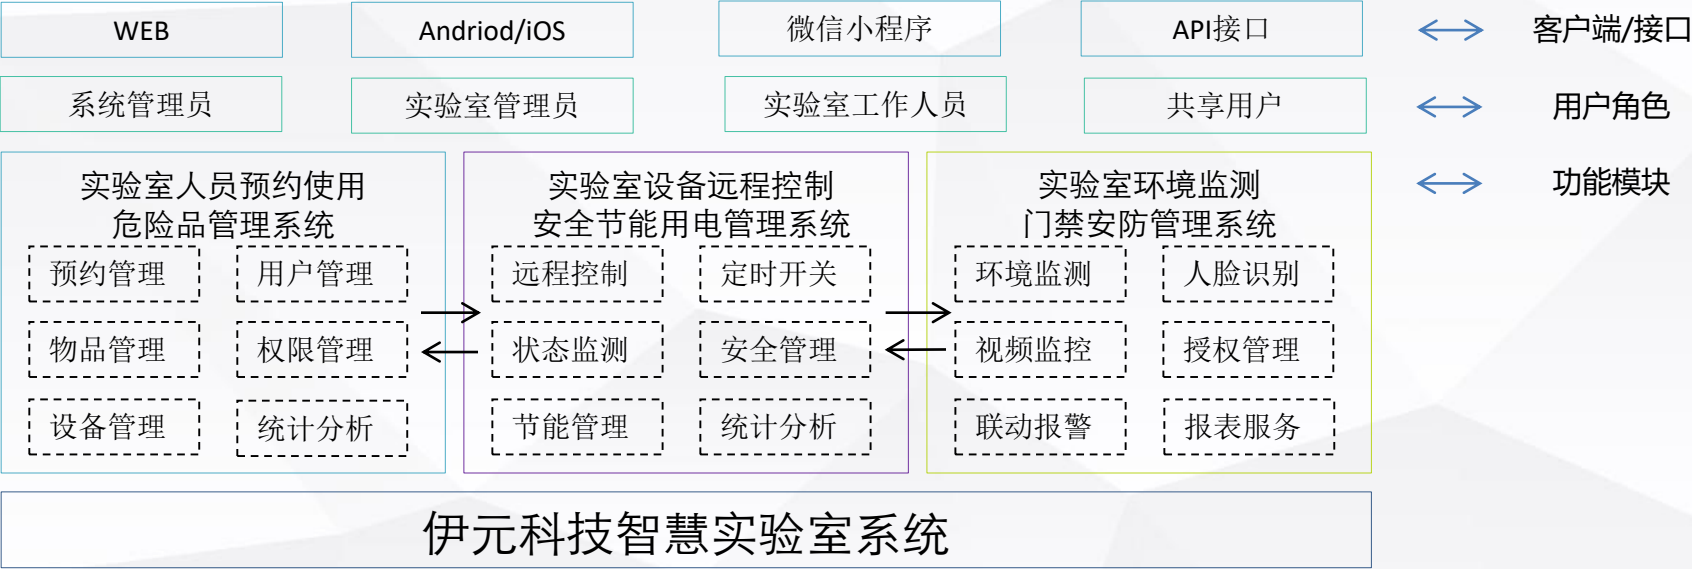 WEB
Andriod/iOS
微信小程序
API接口
客户端/接口
系统管理员
实验室管理员
实验室工作人员
共享用户
用户角色
功能模块
实验室人员预约使用
危险品管理系统
预约管理
用户管理
物品管理
权限管理
设备管理
统计分析
实验室设备远程控制
安全节能用电管理系统
远程控制
定时开关
状态监测
安全管理
节能管理
统计分析
实验室环境监测
门禁安防管理系统
环境监测
人脸识别
视频监控
授权管理
联动报警
报表服务
伊元科技智慧实验室系统